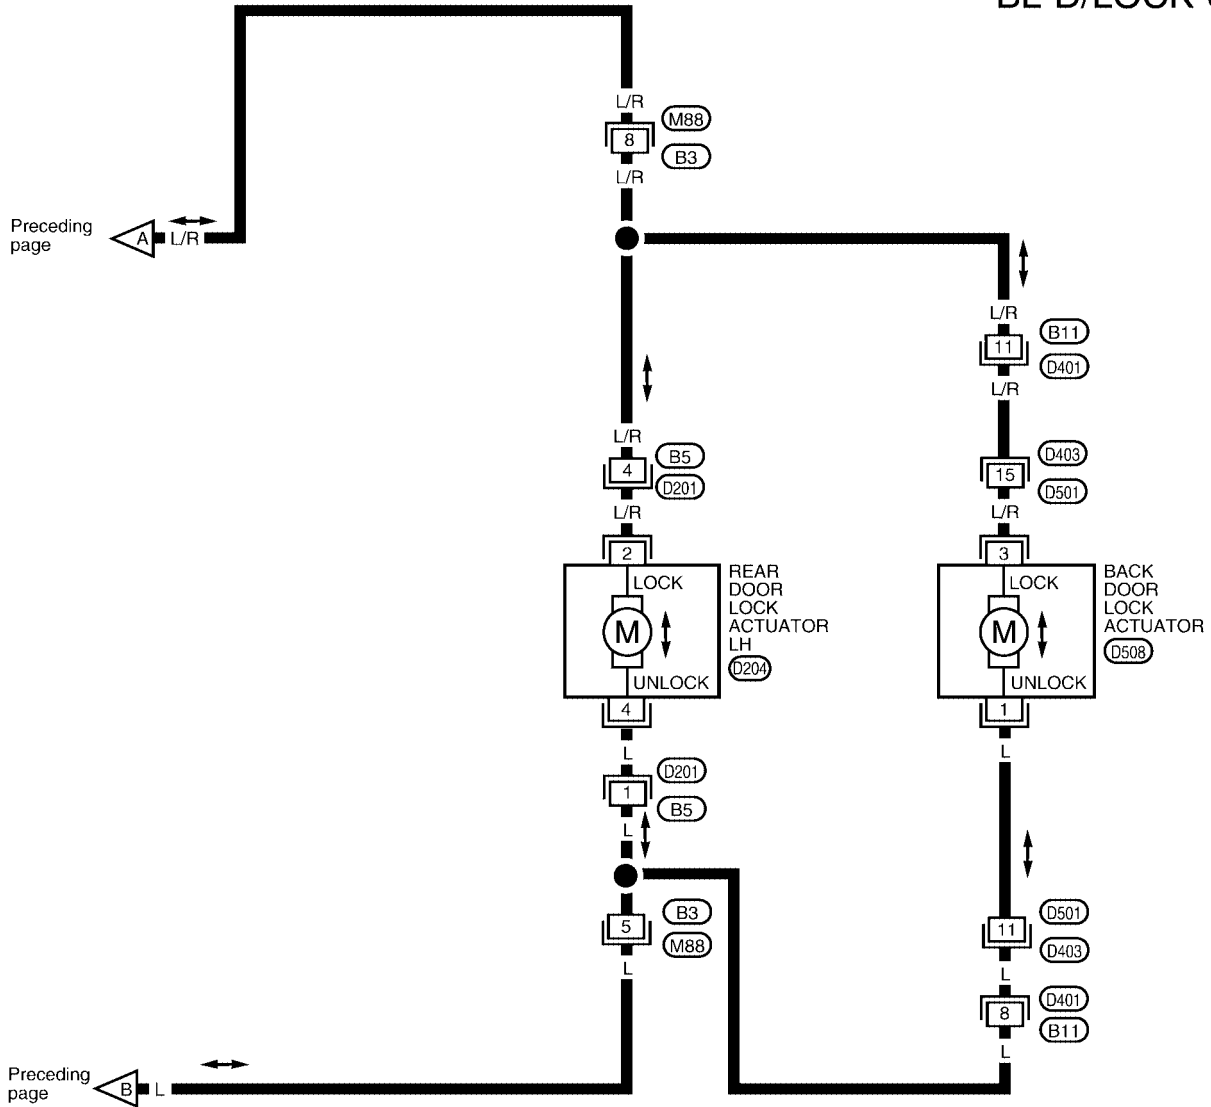 BL-D/LOCK
L/R
M88
8
B3
L/R
Preceding
page
A
L/R
L/R
B11
11
D401
L/R
L/R
B5
4
D201
D403
15
D501
L/R
L/R
2
3
LOCK
M
UNLOCK
REAR
DOOR
LOCK
ACTUATOR
LH
D204
LOCK
M
UNLOCK
BACK
DOOR
LOCK
ACTUATOR
D508
4
1
L
L
D201
1
B5
L
B3
5
M88
L
D501
11
D403
L
D401
8
B11
L
Preceding
page
B
L